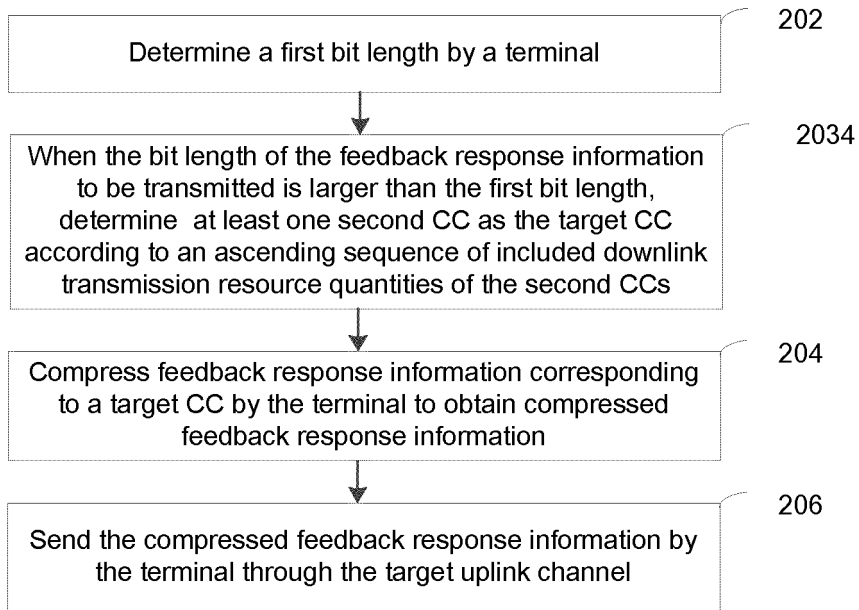 202
Determine a first bit length by a terminal
2034
When the bit length of the feedback response information
to be transmitted is larger than the first bit length,
determine at least one second CC as the target CC
according to an ascending sequence of included downlink
transmission resource quantities of the second CCs
204
Compress feedback response information corresponding
to a target CC by the terminal to obtain compressed
feedback response information
206
Send the compressed feedback response information by
the terminal through the target uplink channel